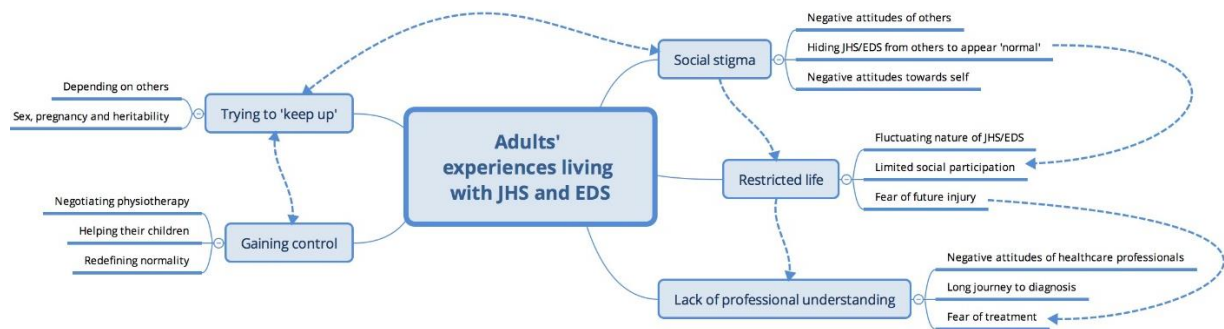 Adults'
experiences living
with JHS and EDS
Social stigma
Negative attitudes of others
Hiding JHS/EDS from others to appear 'normal'
Negative attitudes towards self
Restricted life
Fluctuating nature of JHS/EDS
Limited social participation
Fear of future injury
Lack of professional understanding
Negative attitudes of healthcare professionals
Long journey to diagnosis
Fear of treatment
Trying to 'keep up'
Depending on others
Sex, pregnancy and heritability
Gaining control
Negotiating physiotherapy
Helping their children
Redefining normality